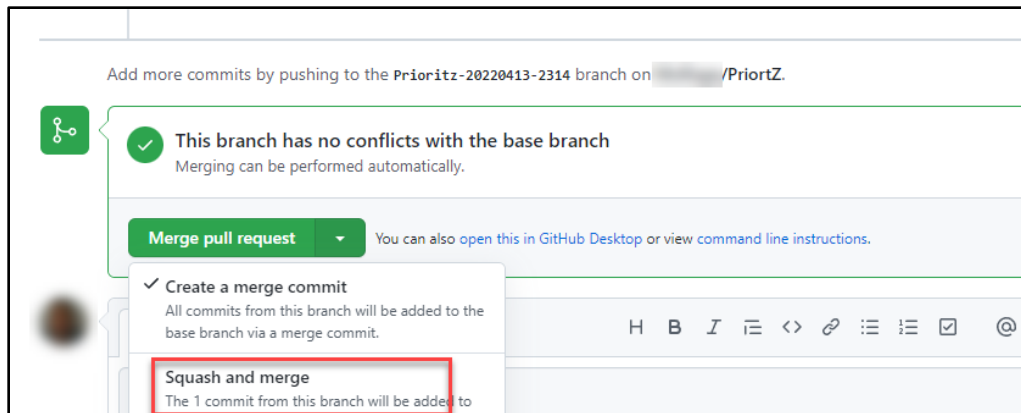 Add more commits by pushing to the Prioritz-20220413-2314 branch on /PriortZ.
This branch has no conflicts with the base branch
Merging can be performed automatically.
Merge pull request
You can also open this in GitHub Desktop or view command line instructions.
Create a merge commit
All commits from this branch will be added to the
base branch via a merge commit.
H B I <> @
Squash and merge
The 1 commit from this branch will be added to